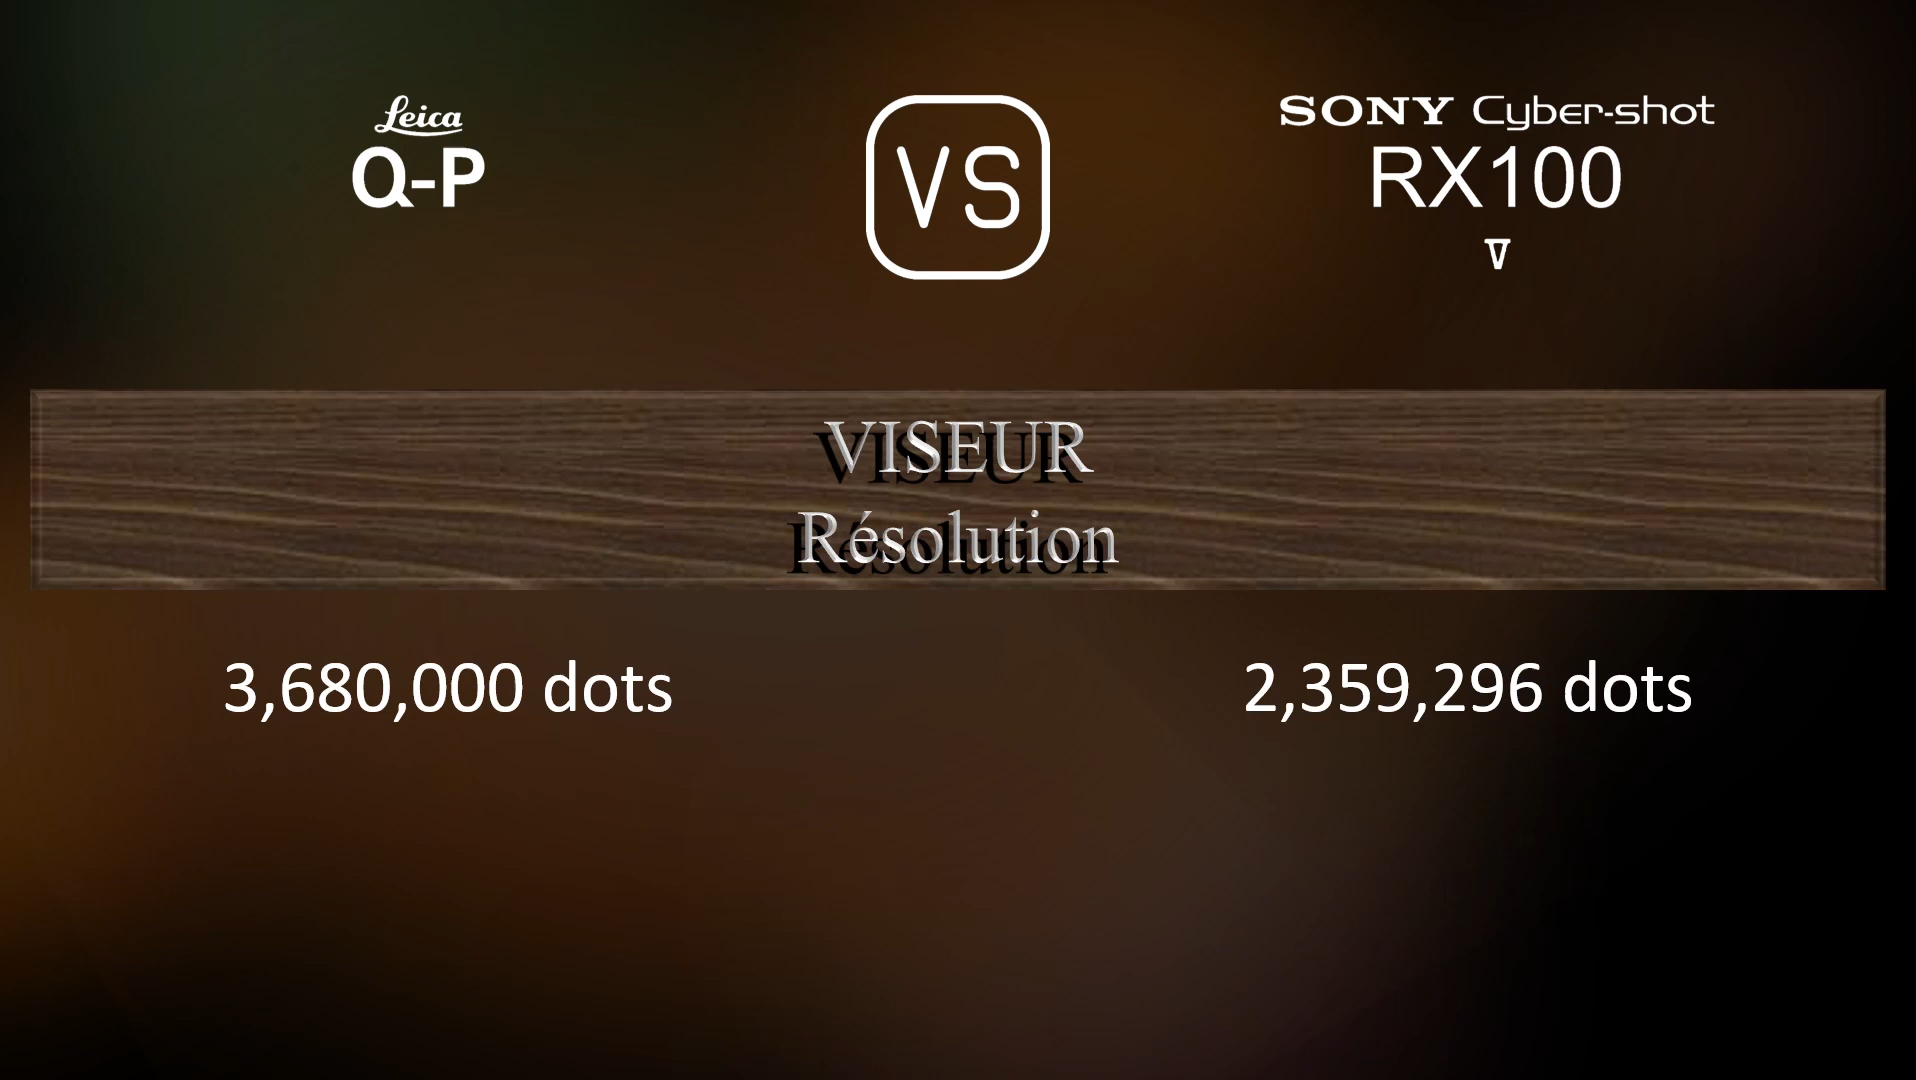 Leica
Q-P
VS
SONY Cyber-shot
RX100
V
VISEUR
Résolution
3,680,000 dots
2,359,296 dots